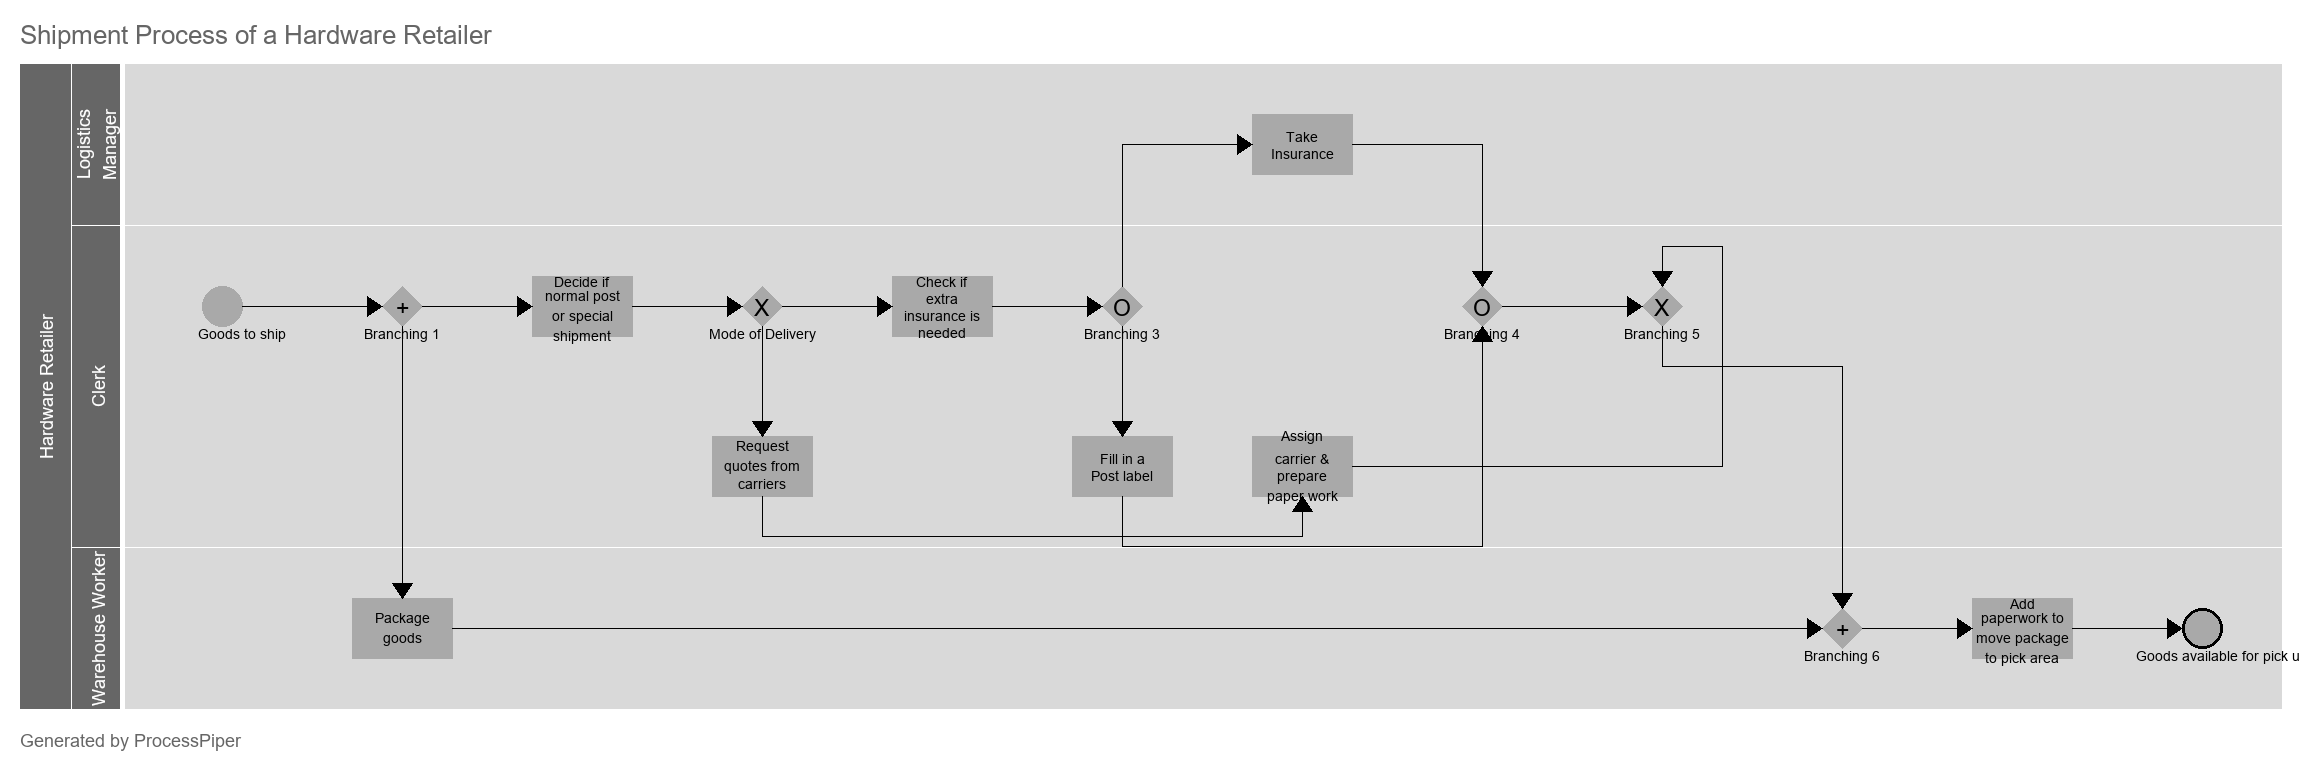 Shipment Process of a Hardware Retailer
Hardware Retailer
Logistics
Manager
Take
Insurance
Clerk
Goods to ship
+
Branching 1
Decide if
normal post
or special
shipment
X
Mode of Delivery
Check if
extra
insurance is
needed
O
Branching 3
O
Branching 4
X
Branching 5
Request
quotes from
carriers
Fill in a
Post label
Assign
carrier &
prepare
paper work
Warehouse Worker
Package
goods
+
Branching 6
Add
paperwork to
move package
to pick area
Goods available for pick u
Generated by ProcessPiper